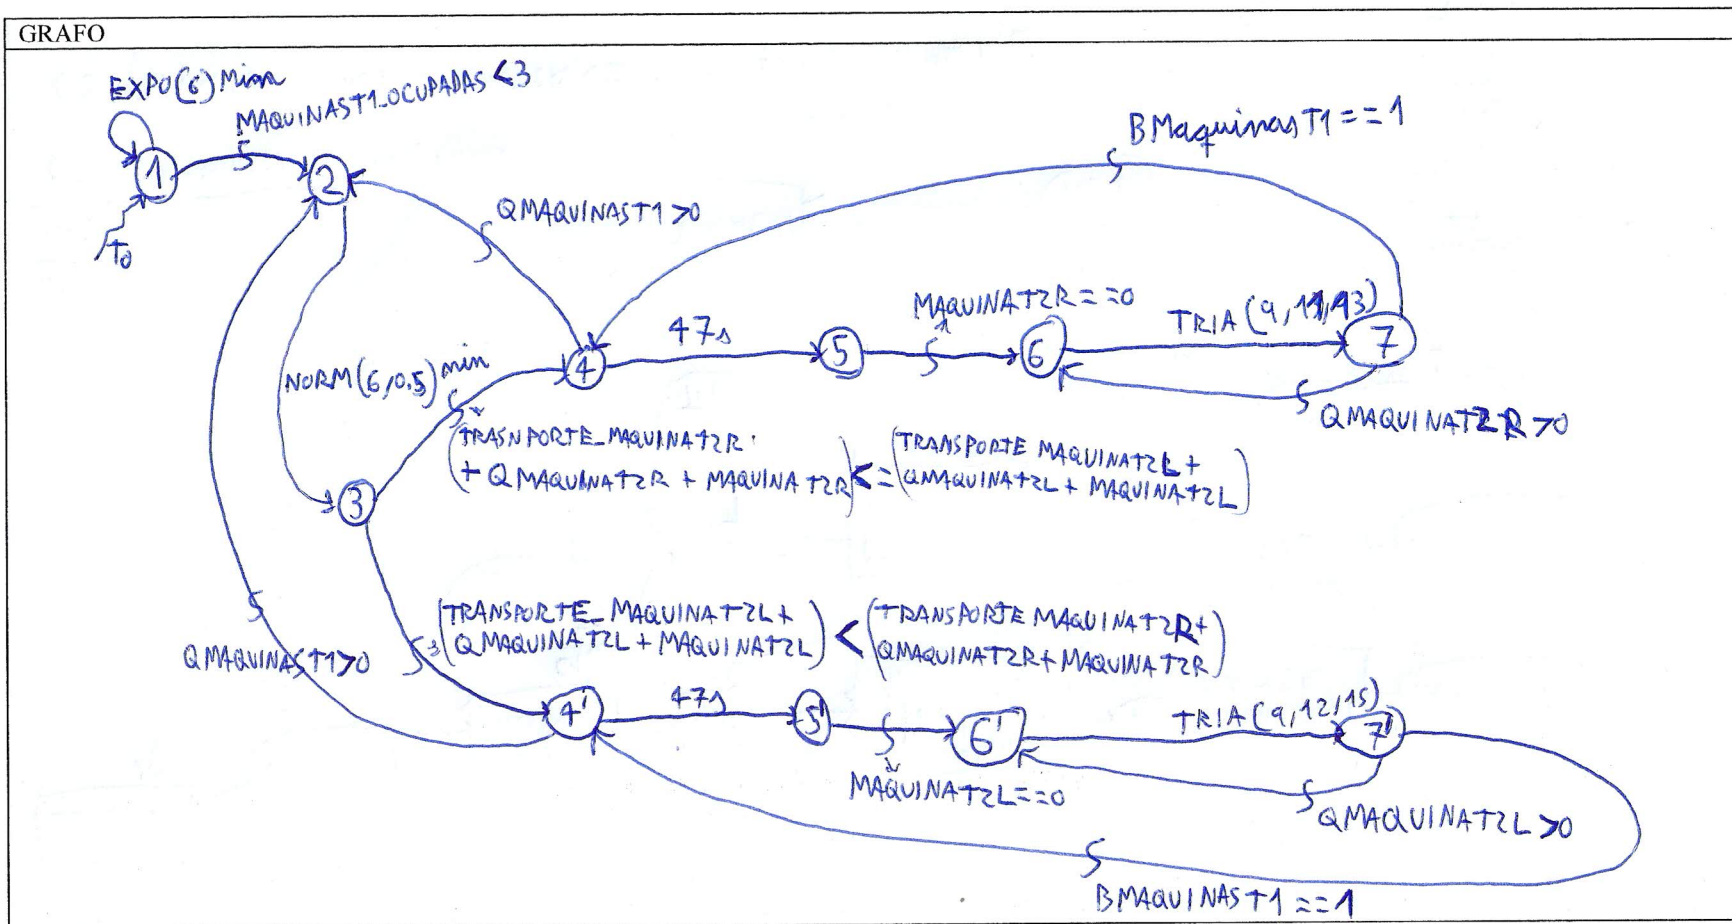 GRAFO
EXPO(6) Min
MAQUINAST1_OCUPADAS <3
BMaquinasT1 == 1
1
2
QMAQUINAST1 >0
T0
MAQUINAT2R ==0
TRIA(9,11,13)
47s
4
5
6
7
NORM(6,0.5) min
QMAQUINAT2R >0
(TRASNPORTE_MAQUINAT2R
+ QMAQUINAT2R + MAQUINAT2R) <= (TRANSPORTE MAQUINAT2L +
QMAQUINAT2L + MAQUINAT2L)
3
(TRANSPORTE_MAQUINAT2L +
QMAQUINAT2L + MAQUINAT2L) < (TRANSPORTE MAQUINAT2R+
QMAQUINAT2R + MAQUINAT2R)
QMAQUINAST1>0
47s
TRIA(9,12,15)
4'
5'
6'
7'
MAQUINAT2L ==0
QMAQUINAT2L >0
BMAQUINAST1 ==1